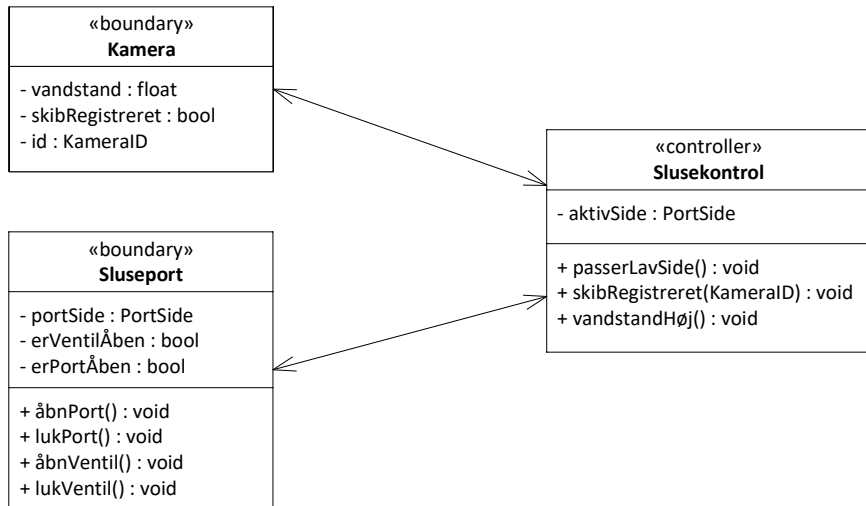 «boundary»
Kamera
- vandstand : float
- skibRegistreret : bool
- id : KameraID
«controller»
Slusekontrol
- aktivSide : PortSide
+ passerLavSide() : void
+ skibRegistreret(KameraID) : void
+ vandstandHøj() : void
«boundary»
Sluseport
- portSide : PortSide
- erVentilÅben : bool
- erPortÅben : bool
+ åbnPort() : void
+ lukPort() : void
+ åbnVentil() : void
+ lukVentil() : void